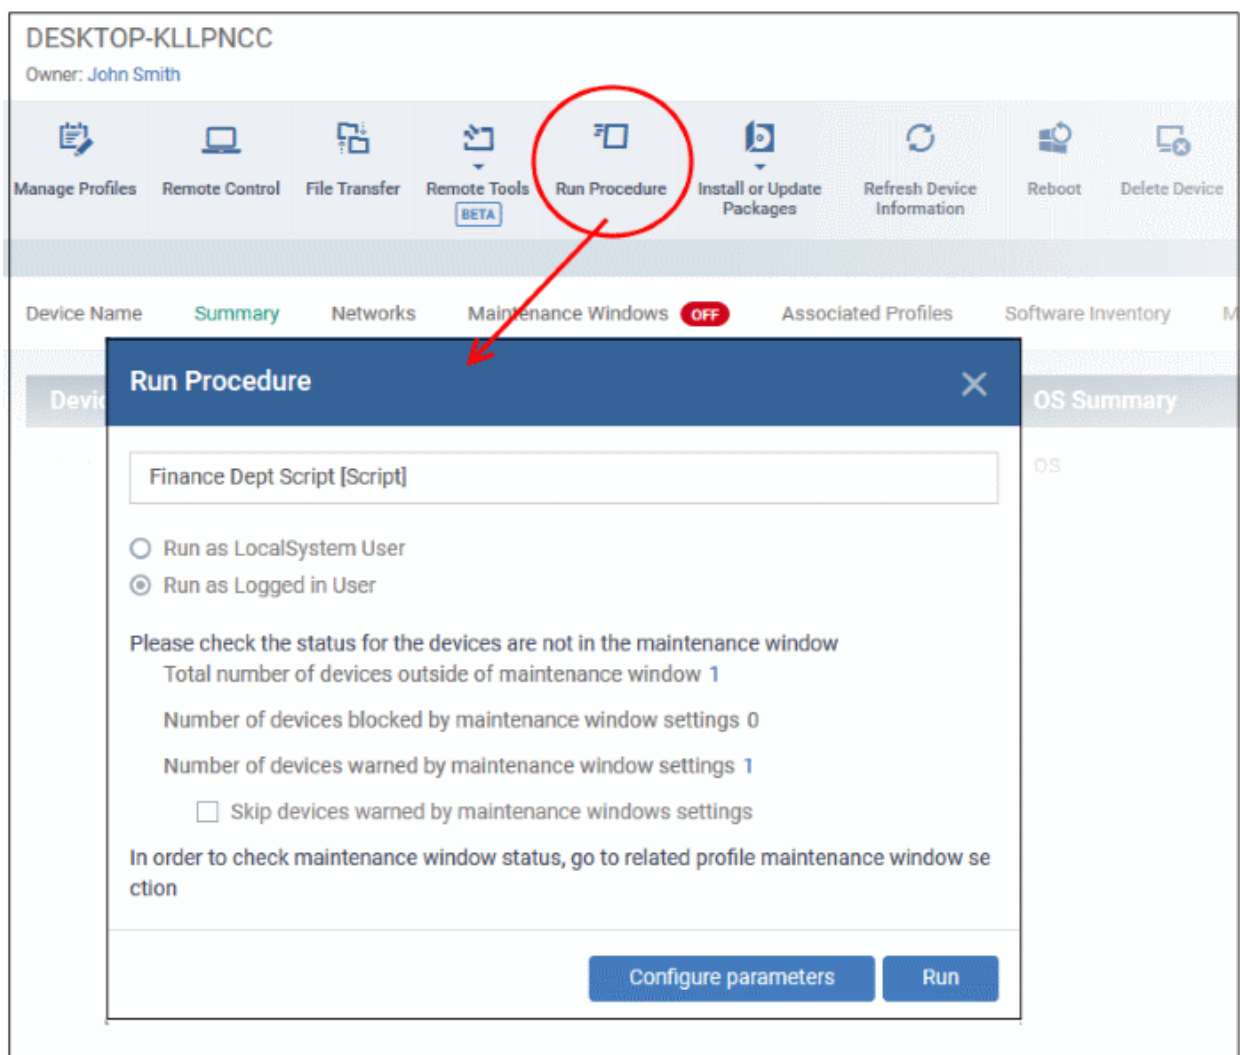 DESKTOP-KLLPNCC
Owner: John Smith
Manage Profiles
Remote Control
File Transfer
Remote Tools
BETA
Run Procedure
Install or Update
Packages
Refresh Device
Information
Reboot
Delete Device
Device Name
Summary
Networks
Maintenance Windows OFF
Associated Profiles
Software Inventory
M
Devic
OS Summary
OS
Run Procedure
Finance Dept Script [Script]
Run as LocalSystem User
Run as Logged in User
Please check the status for the devices are not in the maintenance window
Total number of devices outside of maintenance window 1
Number of devices blocked by maintenance window settings 0
Number of devices warned by maintenance window settings 1
Skip devices warned by maintenance windows settings
In order to check maintenance window status, go to related profile maintenance window se
ction
Configure parameters
Run